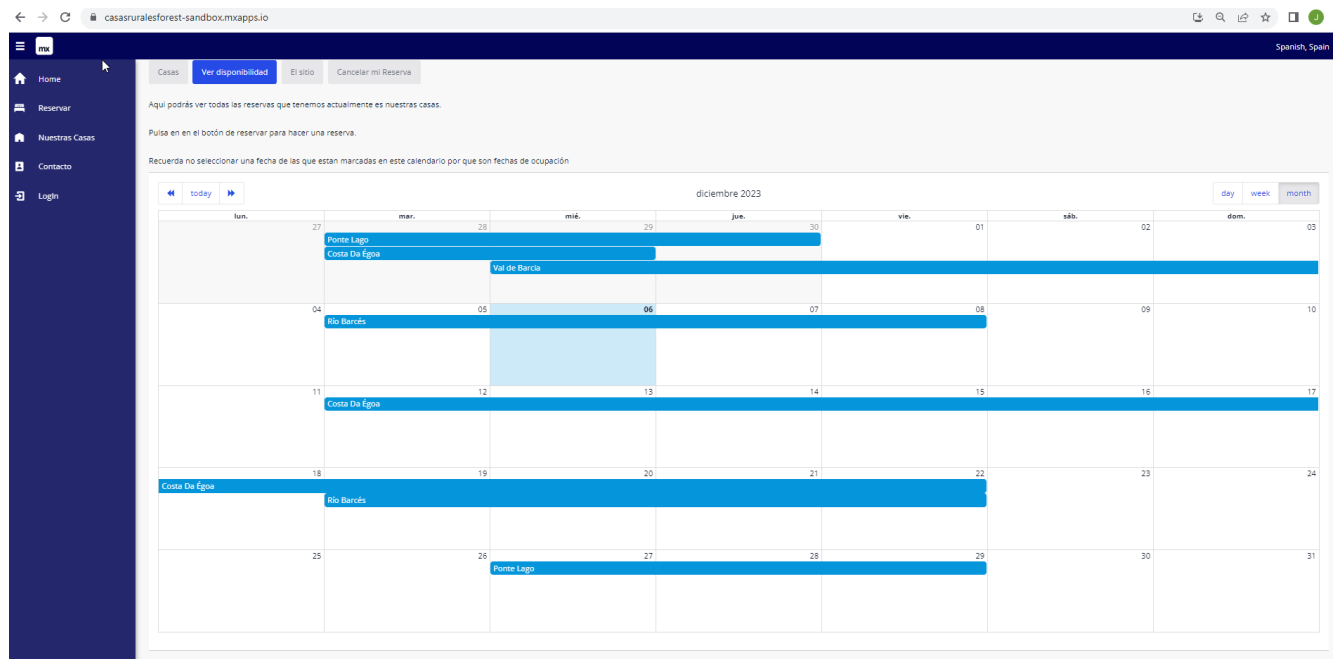 casasruralesforest-sandbox.mxapps.io
J
mx
Spanish, Spain
Home
Reservar
Nuestras Casas
Contacto
Login
Casas Ver disponibilidad El sitio Cancelar mi Reserva
Aqui podrás ver todas las reservas que tenemos actualmente es nuestras casas.
Pulsa en en el botón de reservar para hacer una reserva.
Recuerda no seleccionar una fecha de las que estan marcadas en este calendario por que son fechas de ocupación
today diciembre 2023 day week month
lun. mar. mié. jue. vie. sáb. dom.
27 28 29 30 01 02 03
Ponte Lago
Costa Da Égoa
Val de Barcia
04 05 06 07 08 09 10
Río Barcés
11 12 13 14 15 16 17
Costa Da Égoa
18 19 20 21 22 23 24
Costa Da Égoa
Río Barcés
25 26 27 28 29 30 31
Ponte Lago